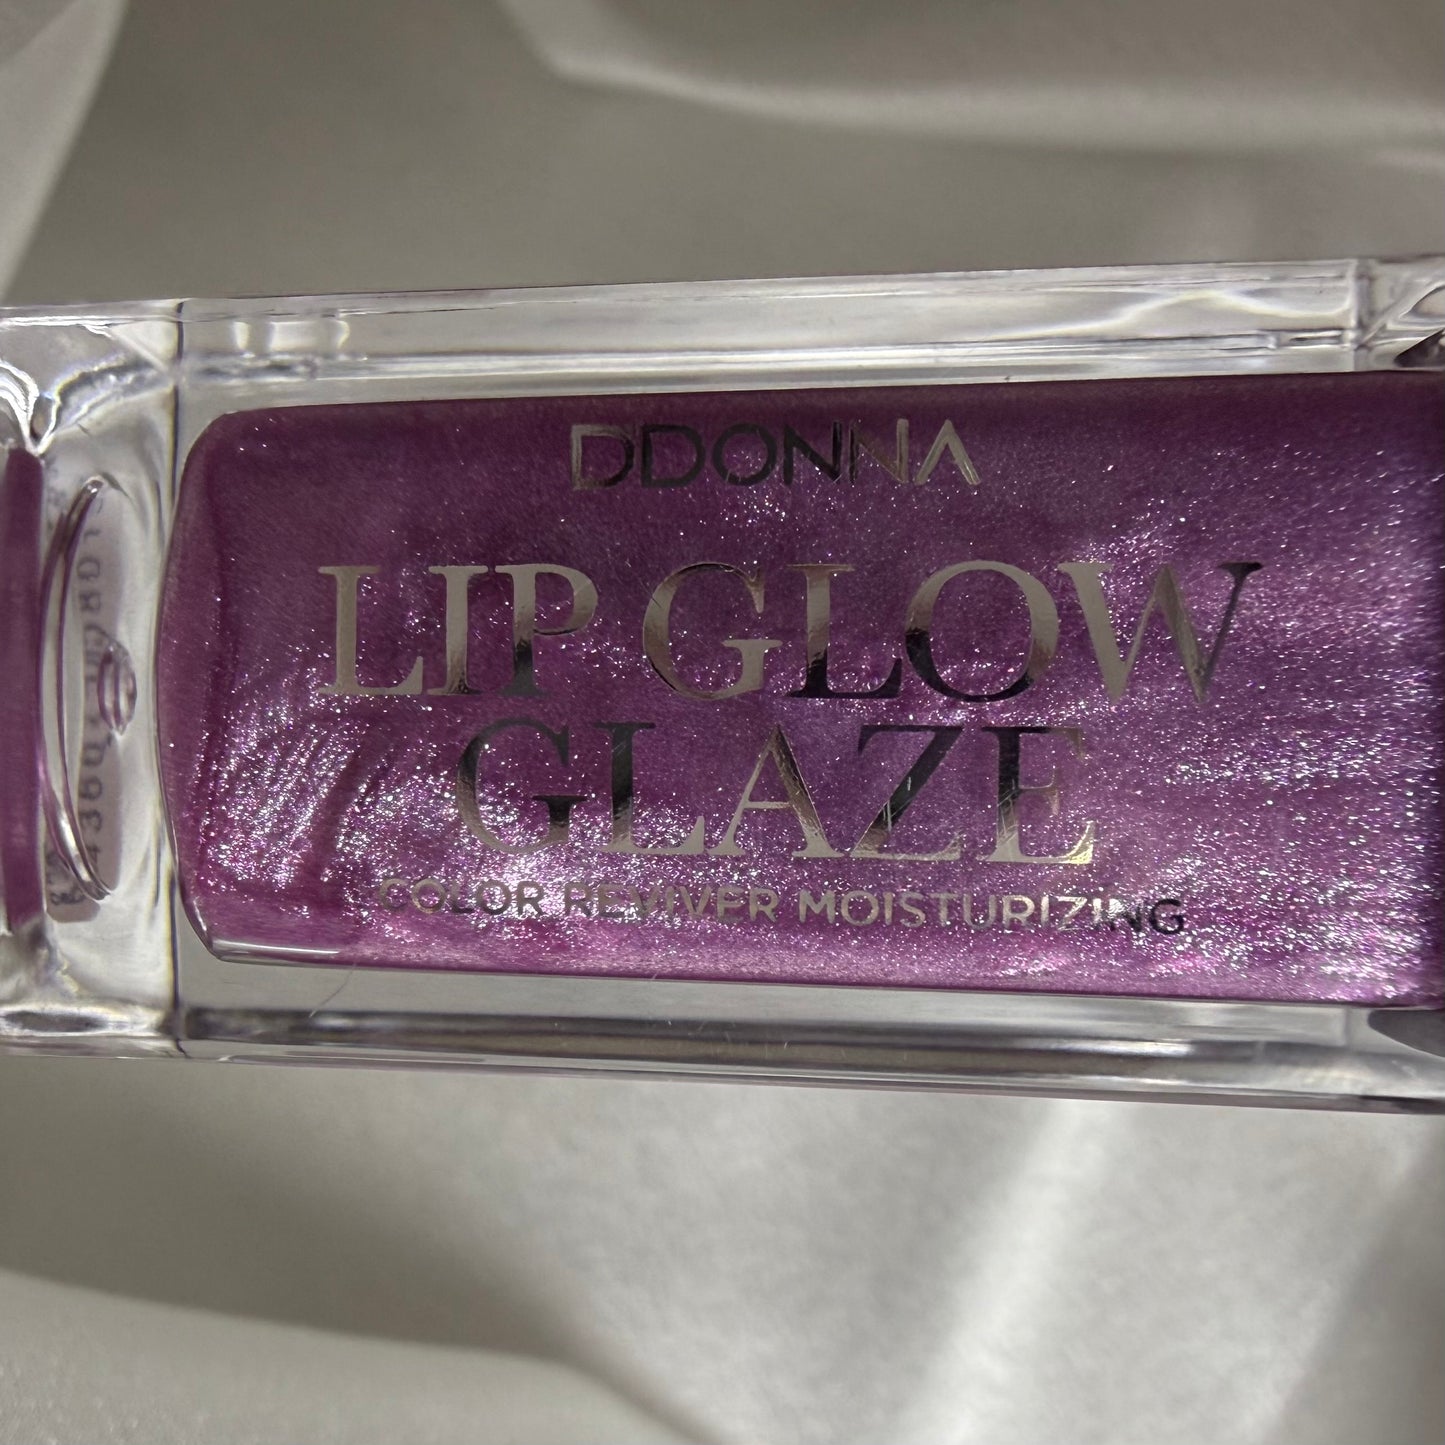 DDONNA
LIP GLOW
GLAZE
COLOR REVIVER MOISTURIZING